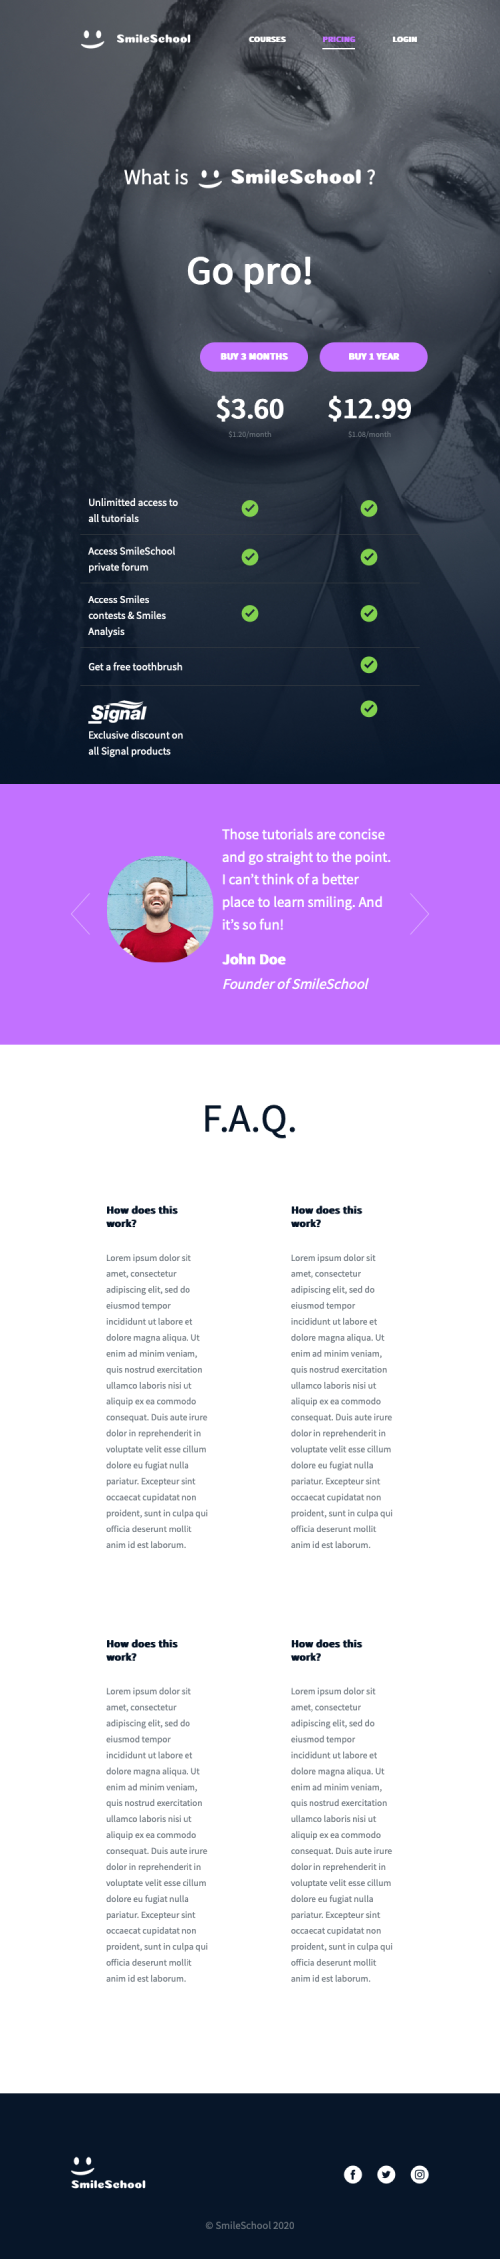 SmileSchool COURSES PRICING LOGIN
What is SmileSchool ?
Go pro!
BUY 3 MONTHS BUY 1 YEAR
$3.60 $12.99
$1.20/month $1.08/month
Unlimitted access to
all tutorials
Access SmileSchool
private forum
Access Smiles
contests & Smiles
Analysis
Get a free toothbrush
Signal
Exclusive discount on
all Signal products
Those tutorials are concise
and go straight to the point.
I can't think of a better
place to learn smiling. And
it's so fun!
John Doe
Founder of SmileSchool
F.A.Q.
How does this
work?
Lorem ipsum dolor sit
amet, consectetur
adipiscing elit, sed do
eiusmod tempor
incididunt ut labore et
dolore magna aliqua. Ut
enim ad minim veniam,
quis nostrud exercitation
ullamco laboris nisi ut
aliquip ex ea commodo
consequat. Duis aute irure
dolor in reprehenderit in
voluptate velit esse cillum
dolore eu fugiat nulla
pariatur. Excepteur sint
occaecat cupidatat non
proident, sunt in culpa qui
officia deserunt mollit
anim id est laborum.
How does this
work?
Lorem ipsum dolor sit
amet, consectetur
adipiscing elit, sed do
eiusmod tempor
incididunt ut labore et
dolore magna aliqua. Ut
enim ad minim veniam,
quis nostrud exercitation
ullamco laboris nisi ut
aliquip ex ea commodo
consequat. Duis aute irure
dolor in reprehenderit in
voluptate velit esse cillum
dolore eu fugiat nulla
pariatur. Excepteur sint
occaecat cupidatat non
proident, sunt in culpa qui
officia deserunt mollit
anim id est laborum.
How does this
work?
Lorem ipsum dolor sit
amet, consectetur
adipiscing elit, sed do
eiusmod tempor
incididunt ut labore et
dolore magna aliqua. Ut
enim ad minim veniam,
quis nostrud exercitation
ullamco laboris nisi ut
aliquip ex ea commodo
consequat. Duis aute irure
dolor in reprehenderit in
voluptate velit esse cillum
dolore eu fugiat nulla
pariatur. Excepteur sint
occaecat cupidatat non
proident, sunt in culpa qui
officia deserunt mollit
anim id est laborum.
How does this
work?
Lorem ipsum dolor sit
amet, consectetur
adipiscing elit, sed do
eiusmod tempor
incididunt ut labore et
dolore magna aliqua. Ut
enim ad minim veniam,
quis nostrud exercitation
ullamco laboris nisi ut
aliquip ex ea commodo
consequat. Duis aute irure
dolor in reprehenderit in
voluptate velit esse cillum
dolore eu fugiat nulla
pariatur. Excepteur sint
occaecat cupidatat non
proident, sunt in culpa qui
officia deserunt mollit
anim id est laborum.
SmileSchool
© SmileSchool 2020